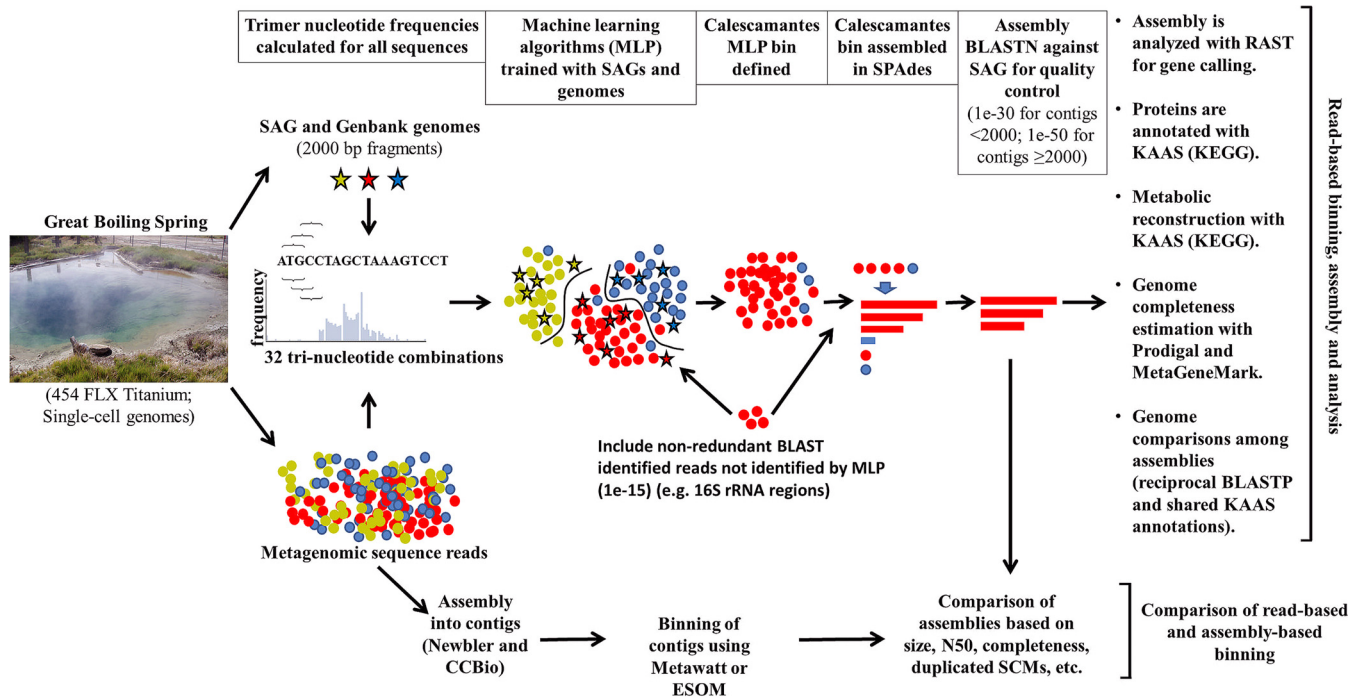 Trimer nucleotide frequencies
calculated for all sequences
Machine learning
algorithms (MLP)
trained with SAGs and
genomes
Calescamantes
MLP bin
defined
Calescamantes
bin assembled
in SPAdes
Assembly
BLASTN against
SAG for quality
control
(1e-30 for contigs
<2000; 1e-50 for
contigs ≥2000)
• Assembly is
analyzed with RAST
for gene calling.
• Proteins are
annotated with
KAAS (KEGG).
• Metabolic
reconstruction with
KAAS (KEGG).
• Genome
completeness
estimation with
Prodigal and
MetaGeneMark.
• Genome
comparisons among
assemblies
(reciprocal BLASTP
and shared KAAS
annotations).
Read-based binning, assembly and analysis
SAG and Genbank genomes
(2000 bp fragments)
Great Boiling Spring
(454 FLX Titanium;
Single-cell genomes)
ATGCCTAGCTAAAGTCCT
frequency
32 tri-nucleotide combinations
Include non-redundant BLAST
identified reads not identified by MLP
(1e-15) (e.g. 16S rRNA regions)
Metagenomic sequence reads
Assembly
into contigs
(Newbler and
CCBio)
Binning of
contigs using
Metawatt or
ESOM
Comparison of
assemblies based on
size, N50, completeness,
duplicated SCMs, etc.
Comparison of read-based
and assembly-based
binning